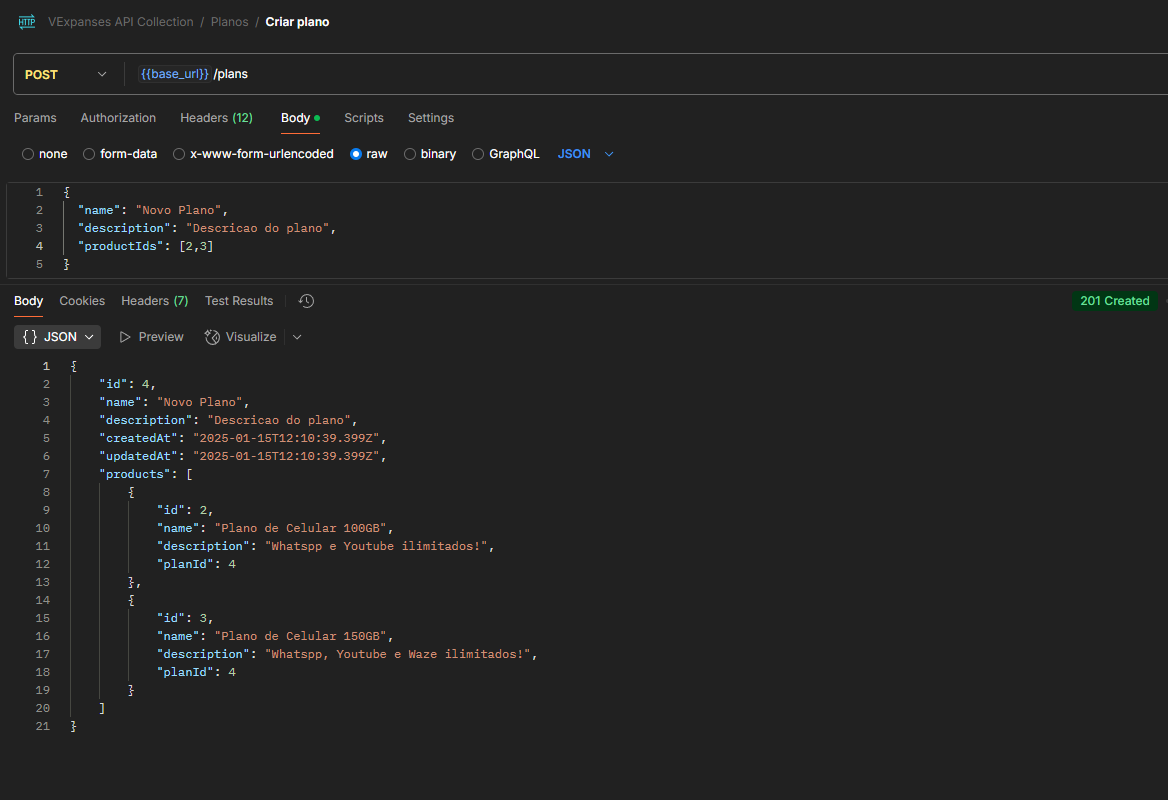 HTTP VExpanses API Collection / Planos / Criar plano
POST {{base_url}} /plans
Params Authorization Headers (12) Body Scripts Settings
none form-data x-www-form-urlencoded raw binary GraphQL JSON
1 {
2 "name": "Novo Plano",
3 "description": "Descricao do plano",
4 "productIds": [2,3]
5 }
Body Cookies Headers (7) Test Results 201 Created
{} JSON Preview Visualize
1 {
2 "id": 4,
3 "name": "Novo Plano",
4 "description": "Descricao do plano",
5 "createdAt": "2025-01-15T12:10:39.399Z",
6 "updatedAt": "2025-01-15T12:10:39.399Z",
7 "products": [
8 {
9 "id": 2,
10 "name": "Plano de Celular 100GB",
11 "description": "Whatspp e Youtube ilimitados!",
12 "planId": 4
13 },
14 {
15 "id": 3,
16 "name": "Plano de Celular 150GB",
17 "description": "Whatspp, Youtube e Waze ilimitados!",
18 "planId": 4
19 }
20 ]
21 }